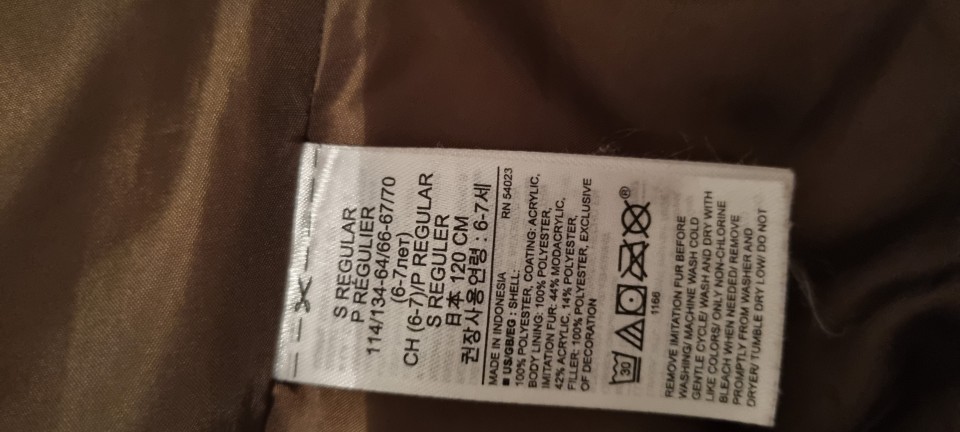 S REGULAR
P RÉGULIER
114/134-64/66-67/70
(6-7лет)
CH (6-7)/P REGULAR
S REGULER
日本 120 CM
권장사용연령 : 6-7세
MADE IN INDONESIA RN 54023
■ US/GB/EG : SHELL:
100% POLYESTER, COATING: ACRYLIC,
BODY LINING: 100% POLYESTER,
IMITATION FUR: 44% MODACRYLIC,
42% ACRYLIC, 14% POLYESTER,
FILLER: 100% POLYESTER, EXCLUSIVE
OF DECORATION
30
1166
REMOVE IMITATION FUR BEFORE
WASHING/ MACHINE WASH COLD
GENTLE CYCLE/ WASH AND DRY WITH
LIKE COLORS/ ONLY NON-CHLORINE
BLEACH WHEN NEEDED/ REMOVE
PROMPTLY FROM WASHER AND
DRYER/ TUMBLE DRY LOW/ DO NOT